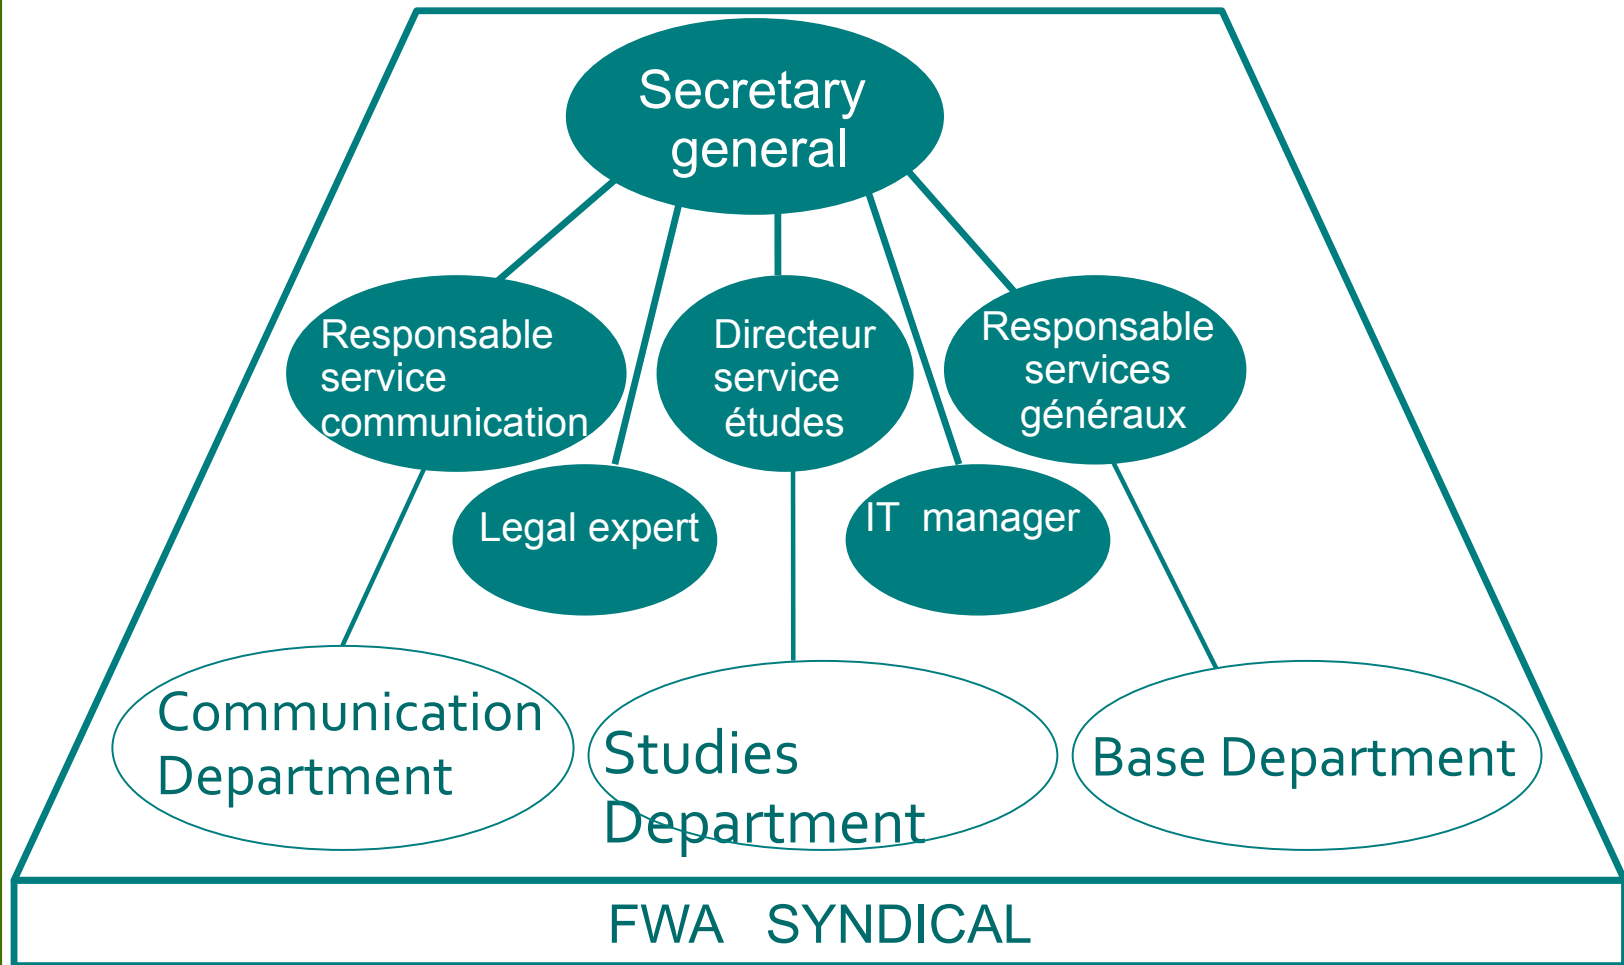 Secretary
general
Responsable
service
communication
Directeur
service
études
Responsable
services
généraux
Legal expert
IT manager
Communication
Department
Studies
Department
Base Department
FWA SYNDICAL